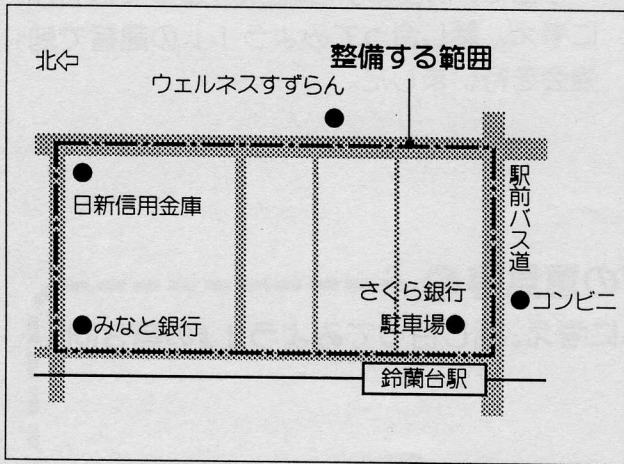 北⇦
整備する範囲
ウェルネスすずらん
日新信用金庫
駅前バス道
さくら銀行
駐車場
コンビニ
みなと銀行
鈴蘭台駅